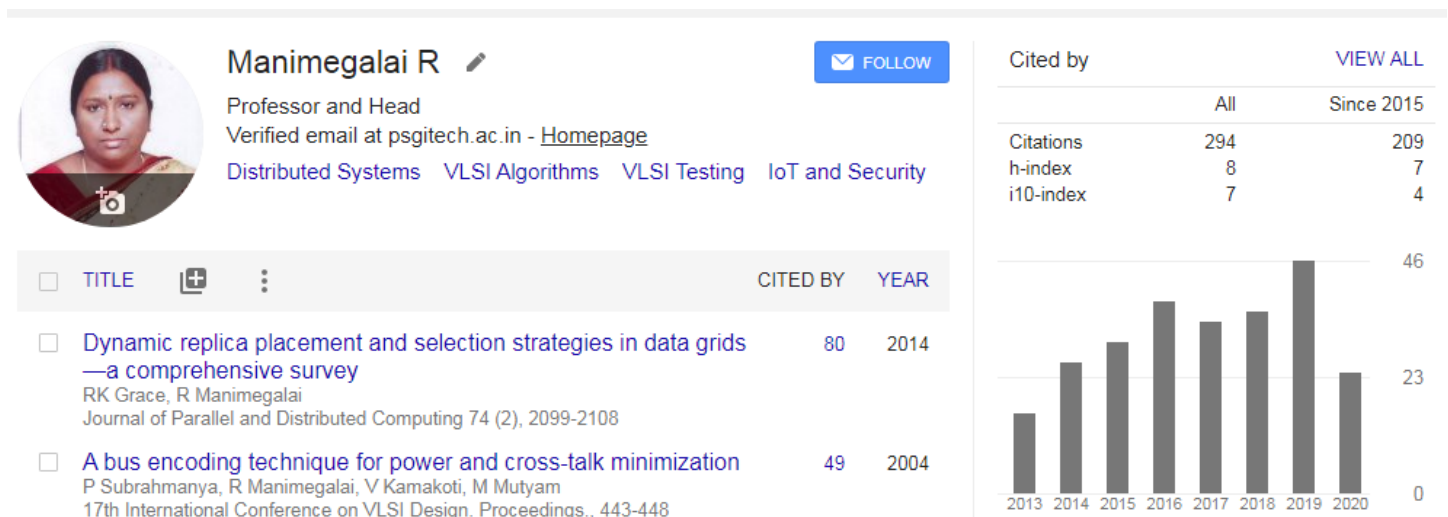 Manimegalai R
FOLLOW
Professor and Head
Verified email at psgitech.ac.in - Homepage
Distributed Systems VLSI Algorithms VLSI Testing IoT and Security
TITLE CITED BY YEAR
Dynamic replica placement and selection strategies in data grids 80 2014
—a comprehensive survey
RK Grace, R Manimegalai
Journal of Parallel and Distributed Computing 74 (2), 2099-2108
A bus encoding technique for power and cross-talk minimization 49 2004
P Subrahmanya, R Manimegalai, V Kamakoti, M Mutyam
17th International Conference on VLSI Design. Proceedings., 443-448
Cited by VIEW ALL
All Since 2015
Citations 294 209
h-index 8 7
i10-index 7 4
46
23
0
2013 2014 2015 2016 2017 2018 2019 2020